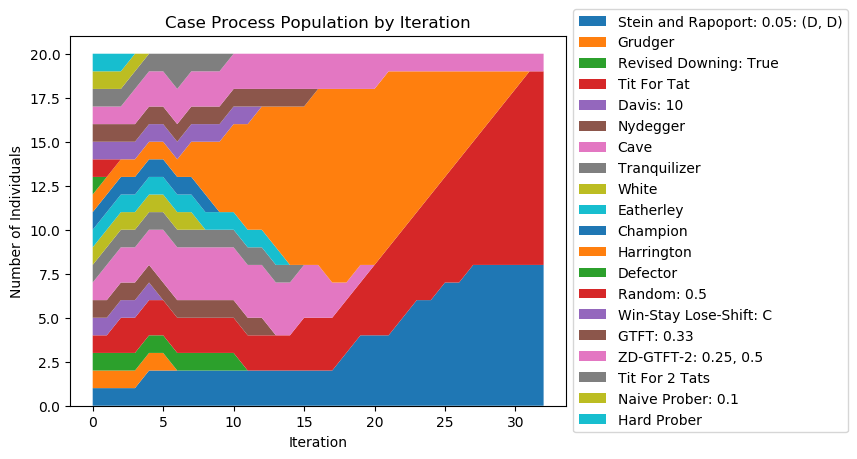 Case Process Population by Iteration
Number of Individuals
20.0
17.5
15.0
12.5
10.0
7.5
5.0
2.5
0.0
0 5 10 15 20 25 30
Iteration
Stein and Rapoport: 0.05: (D, D)
Grudger
Revised Downing: True
Tit For Tat
Davis: 10
Nydegger
Cave
Tranquilizer
White
Eatherley
Champion
Harrington
Defector
Random: 0.5
Win-Stay Lose-Shift: C
GTFT: 0.33
ZD-GTFT-2: 0.25, 0.5
Tit For 2 Tats
Naive Prober: 0.1
Hard Prober